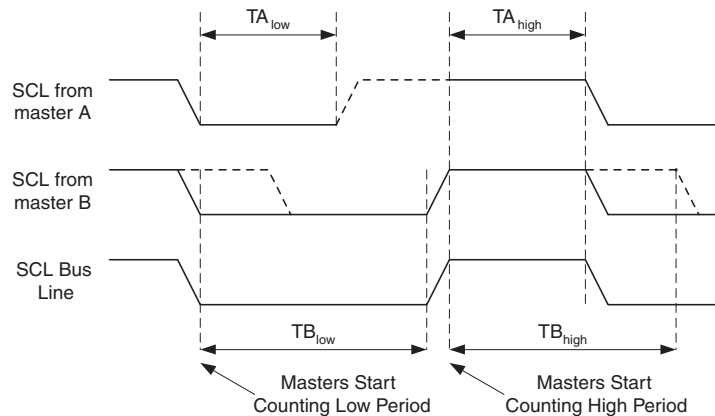 TA low
TA high
SCL from
master A
SCL from
master B
SCL Bus
Line
TB low
TB high
Masters Start
Counting Low Period
Masters Start
Counting High Period